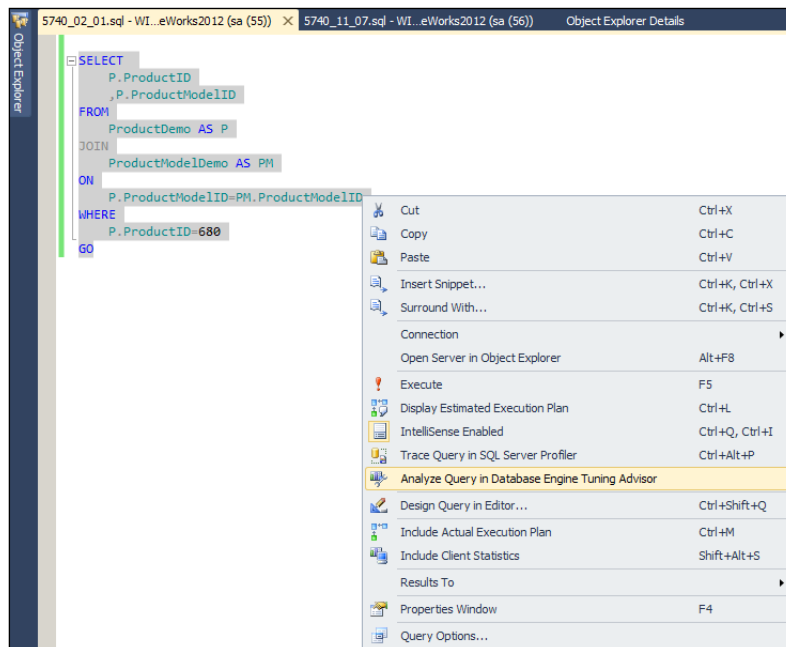 5740_02_01.sql - WI...eWorks2012 (sa (55)) × 5740_11_07.sql - WI...eWorks2012 (sa (56)) Object Explorer Details
Object Explorer
SELECT
P.ProductID
,P.ProductModelID
FROM
ProductDemo AS P
JOIN
ProductModelDemo AS PM
ON
P.ProductModelID=PM.ProductModelID
WHERE
P.ProductID=680
GO
Cut Ctrl+X
Copy Ctrl+C
Paste Ctrl+V
Insert Snippet... Ctrl+K, Ctrl+X
Surround With... Ctrl+K, Ctrl+S
Connection
Open Server in Object Explorer Alt+F8
Execute F5
Display Estimated Execution Plan Ctrl+L
IntelliSense Enabled Ctrl+Q, Ctrl+I
Trace Query in SQL Server Profiler Ctrl+Alt+P
Analyze Query in Database Engine Tuning Advisor
Design Query in Editor... Ctrl+Shift+Q
Include Actual Execution Plan Ctrl+M
Include Client Statistics Shift+Alt+S
Results To
Properties Window F4
Query Options...